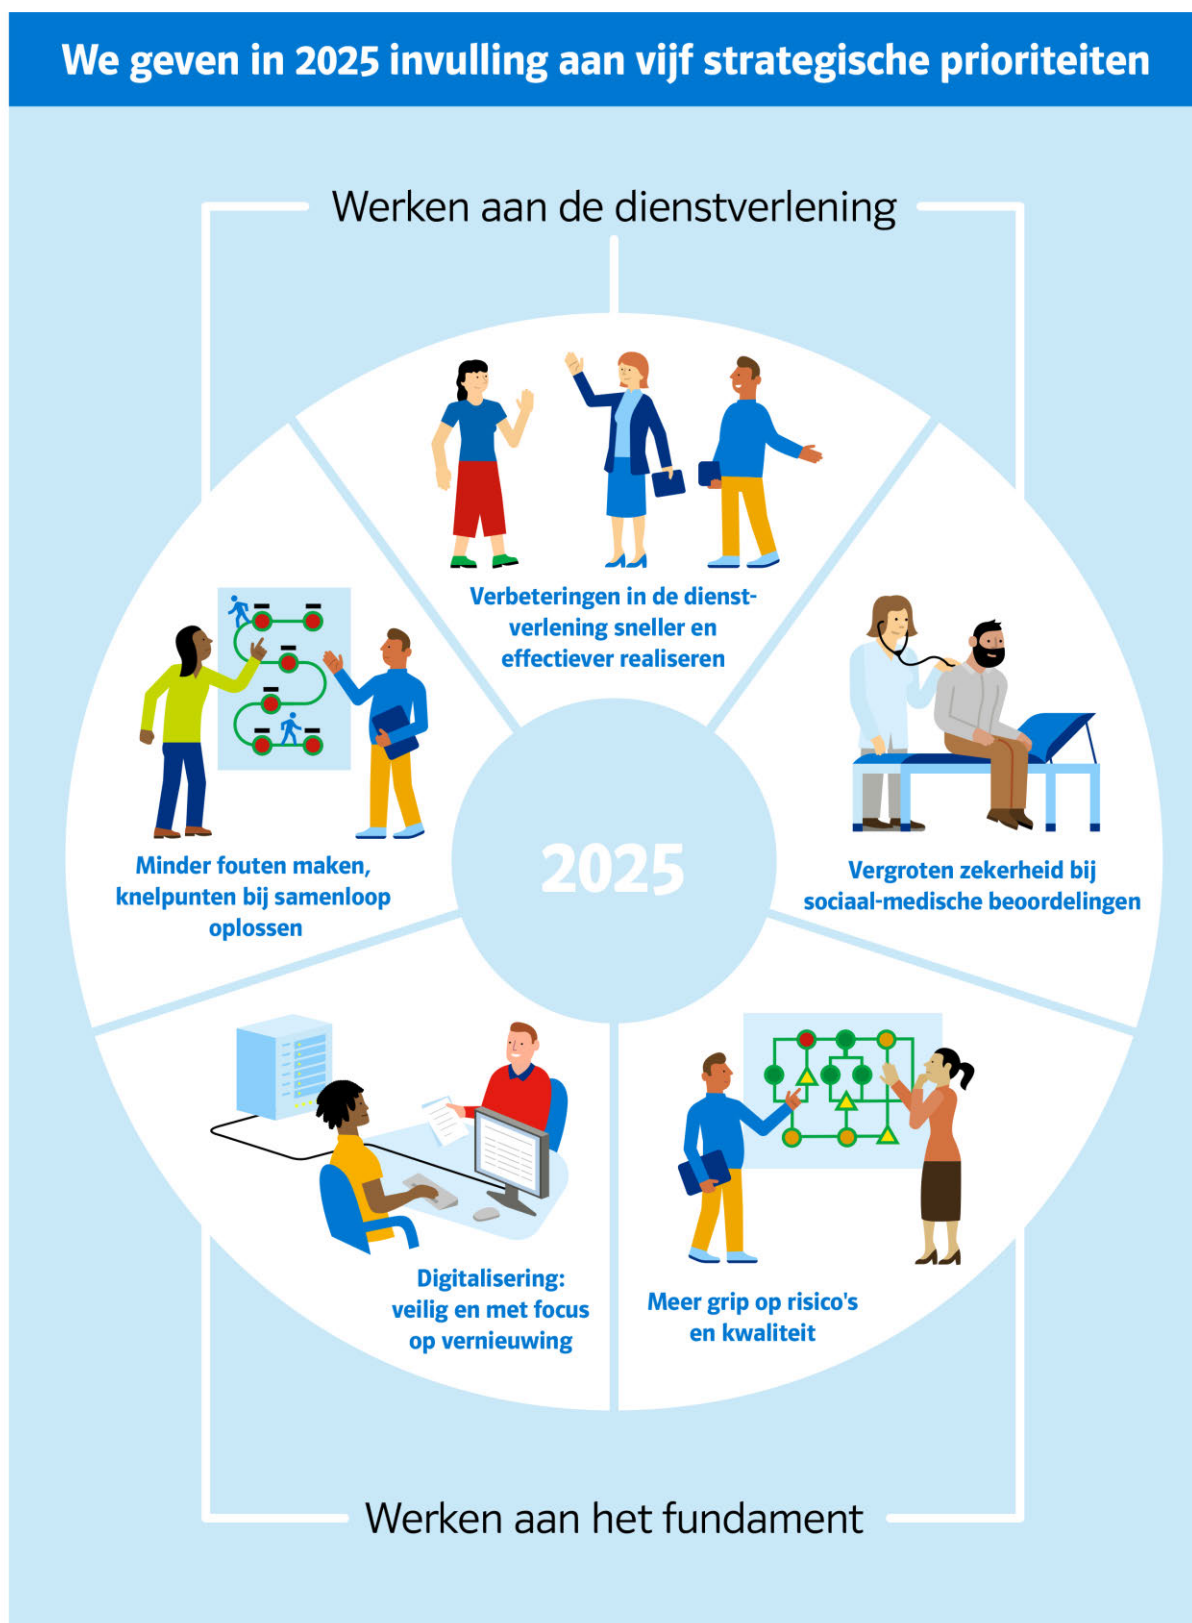 We geven in 2025 invulling aan vijf strategische prioriteiten
Werken aan de dienstverlening
Verbeteringen in de dienst-
verlening sneller en
effectiever realiseren
Minder fouten maken,
knelpunten bij samenloop
oplossen
2025
Vergroten zekerheid bij
sociaal-medische beoordelingen
Digitalisering:
veilig en met focus
op vernieuwing
Meer grip op risico's
en kwaliteit
Werken aan het fundament